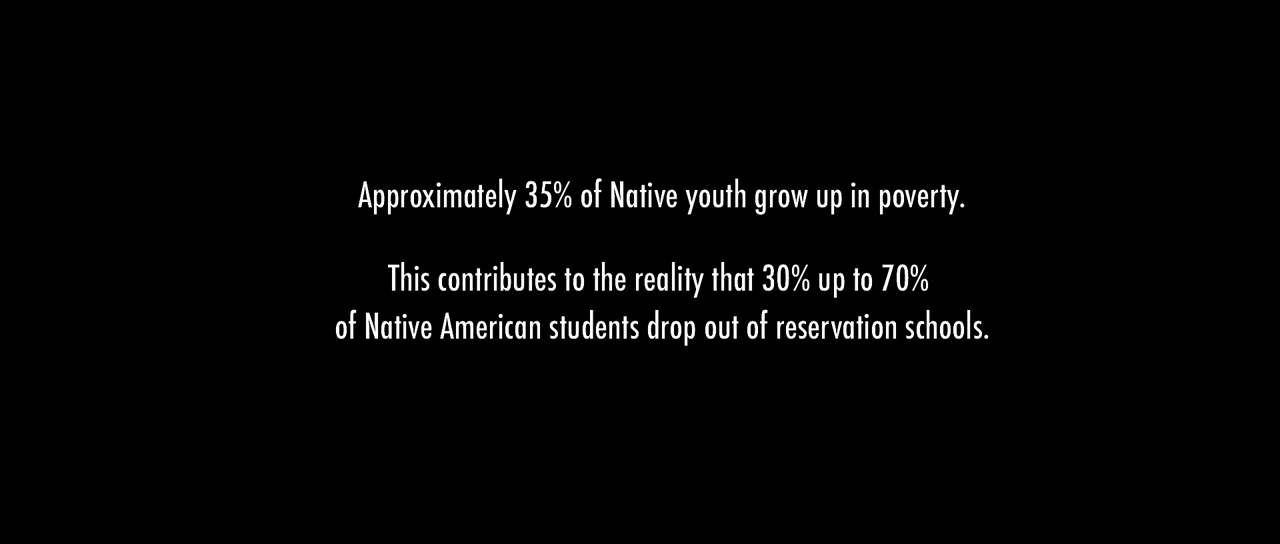 Approximately 35% of Native youth grow up in poverty.
This contributes to the reality that 30% up to 70%
of Native American students drop out of reservation schools.